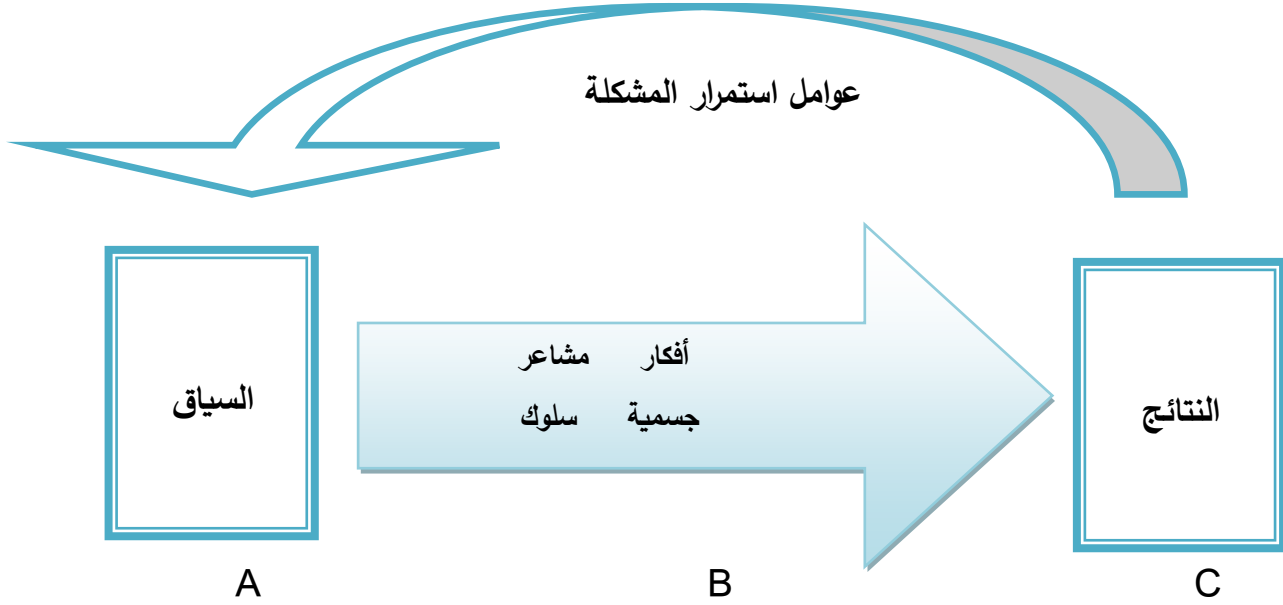 عوامل استمرار المشكلة
السياق
أفكار مشاعر
جسمية سلوك
النتائج
A B C